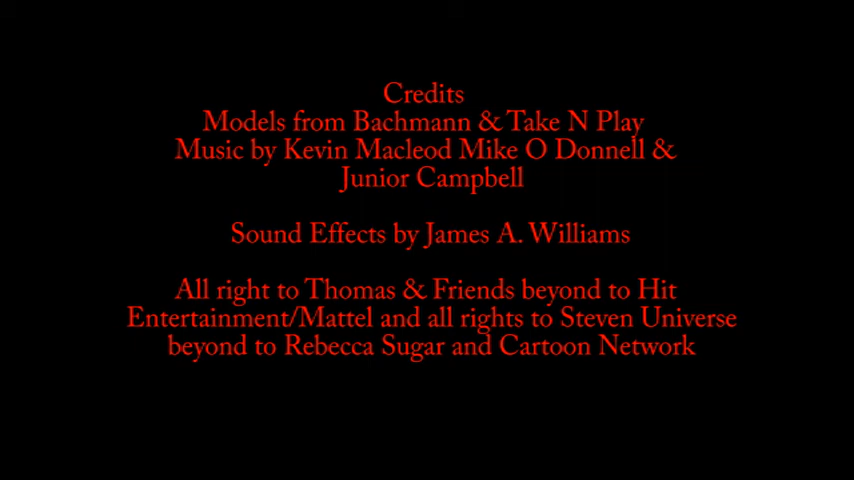 Credits
Models from Bachmann & Take N Play
Music by Kevin Macleod Mike O Donnell &
Junior Campbell
Sound Effects by James A. Williams
All right to Thomas & Friends beyond to Hit
Entertainment/Mattel and all rights to Steven Universe
beyond to Rebecca Sugar and Cartoon Network